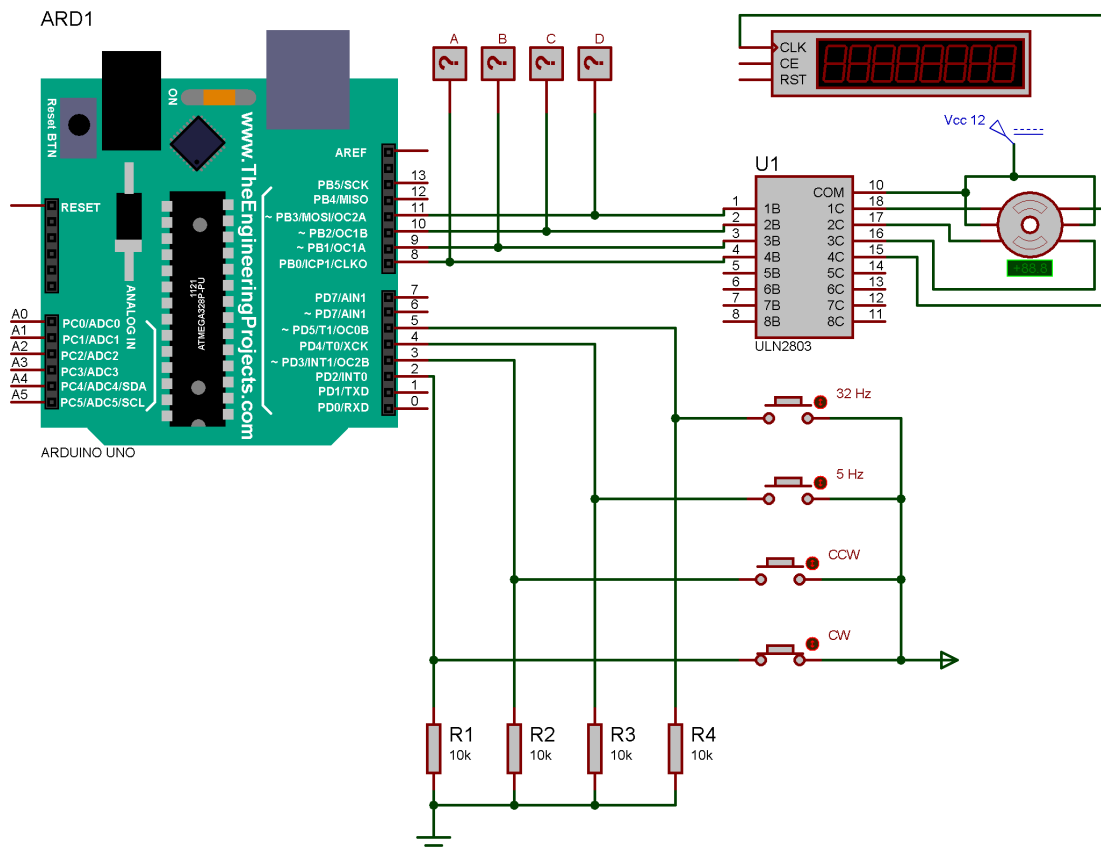 ARD1
Reset BTN
ON
www.TheEngineeringProjects.com
ANALOG IN
1121
ATMEGA328P-PU
RESET
AREF
PB5/SCK 13
PB4/MISO 12
~ PB3/MOSI/OC2A 11
~ PB2/OC1B 10
~ PB1/OC1A 9
PB0/ICP1/CLKO 8
PD7/AIN1 7
~ PD7/AIN1 6
~ PD5/T1/OC0B 5
PD4/T0/XCK 4
~ PD3/INT1/OC2B 3
PD2/INT0 2
PD1/TXD 1
PD0/RXD 0
A0 PC0/ADC0
A1 PC1/ADC1
A2 PC2/ADC2
A3 PC3/ADC3
A4 PC4/ADC4/SDA
A5 PC5/ADC5/SCL
ARDUINO UNO
A B C D
? ? ? ?
CLK
CE
RST
Vcc 12
U1
COM 10
1 1B 1C 18
2 2B 2C 17
3 3B 3C 16
4 4B 4C 15
5 5B 5C 14
6 6B 6C 13
7 7B 7C 12
8 8B 8C 11
ULN2803
+88.8
32 Hz
5 Hz
CCW
CW
R1
10k
R2
10k
R3
10k
R4
10k